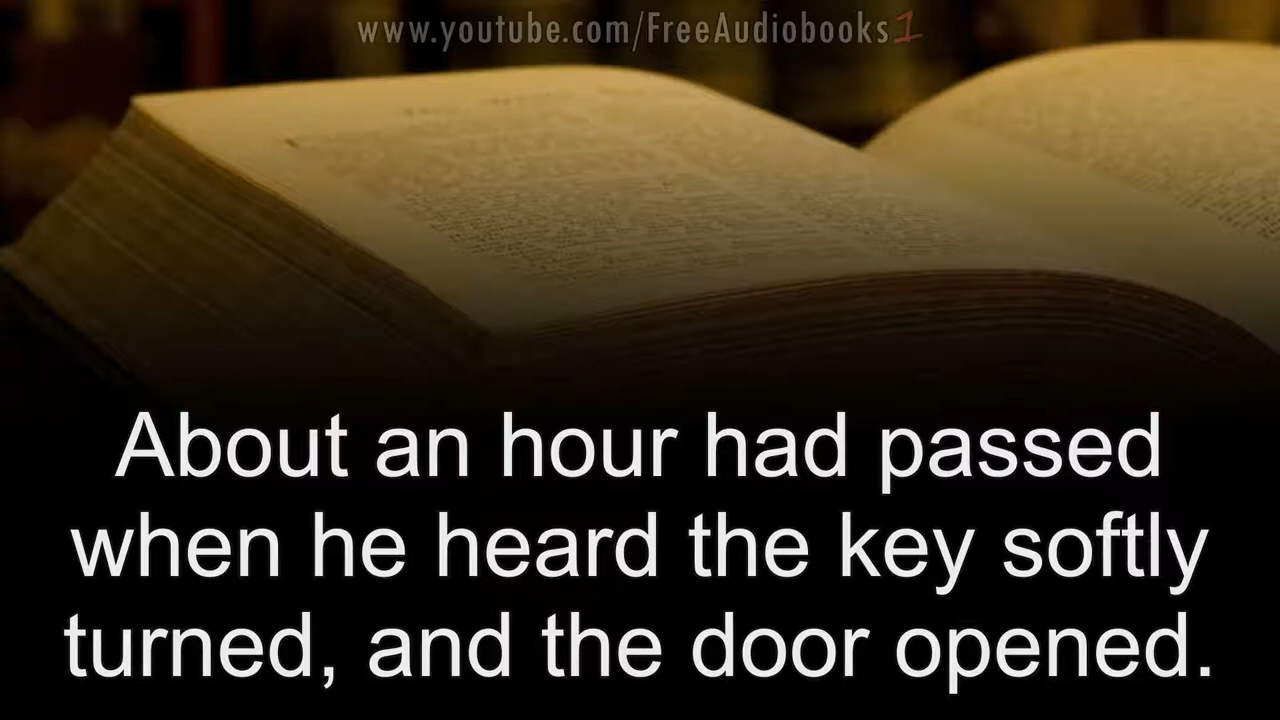 www.youtube.com/FreeAudiobooks1
About an hour had passed
when he heard the key softly
turned, and the door opened.